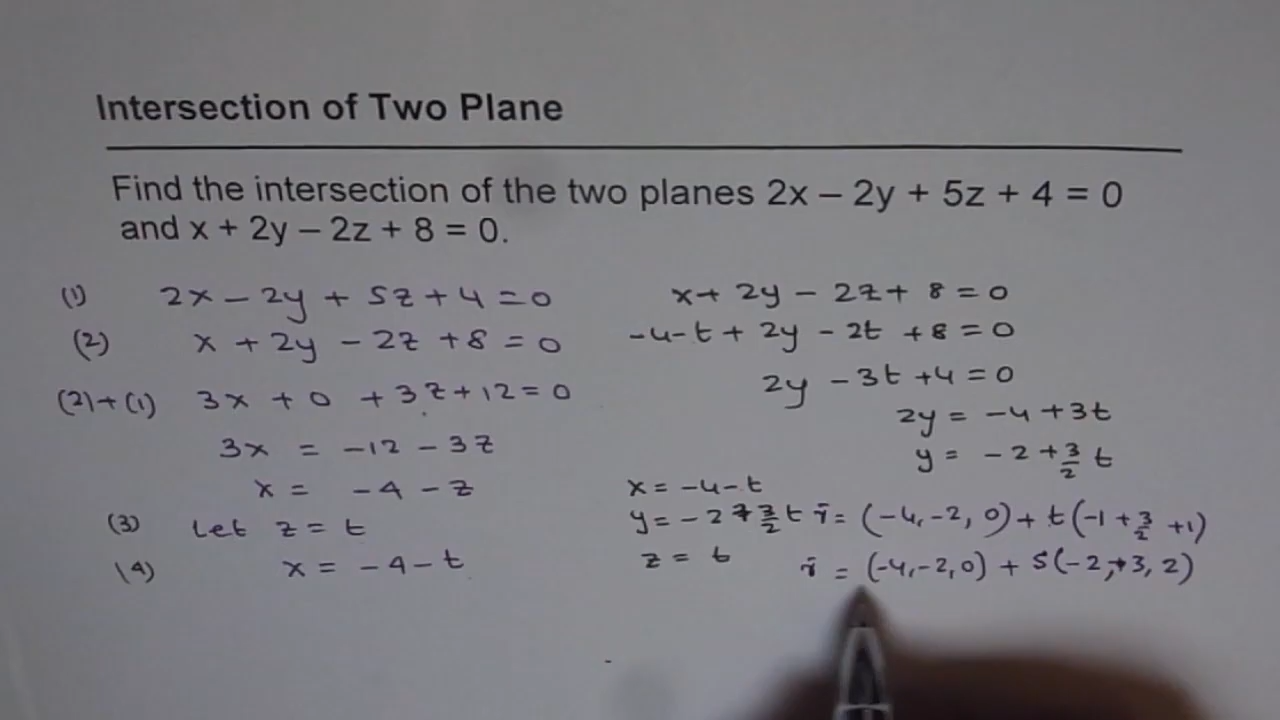 Intersection of Two Plane
Find the intersection of the two planes 2x – 2y + 5z + 4 = 0
and x + 2y – 2z + 8 = 0.
(1) 2x – 2y + 5z + 4 = 0
(2) x + 2y – 2z + 8 = 0
(2)+(1) 3x + 0 + 3z + 12 = 0
3x = –12 – 3z
x = –4 – z
(3) Let z = t
(4) x = –4 – t
x + 2y – 2z + 8 = 0
–4 – t + 2y – 2t + 8 = 0
2y – 3t + 4 = 0
2y = –4 + 3t
y = –2 + 3/2 t
x = –4 – t
y = –2 + 3/2 t
z = t
r̄ = (–4, –2, 0) + t(–1 + 3/2 + 1)
r̄ = (–4, –2, 0) + s(–2, +3, 2)